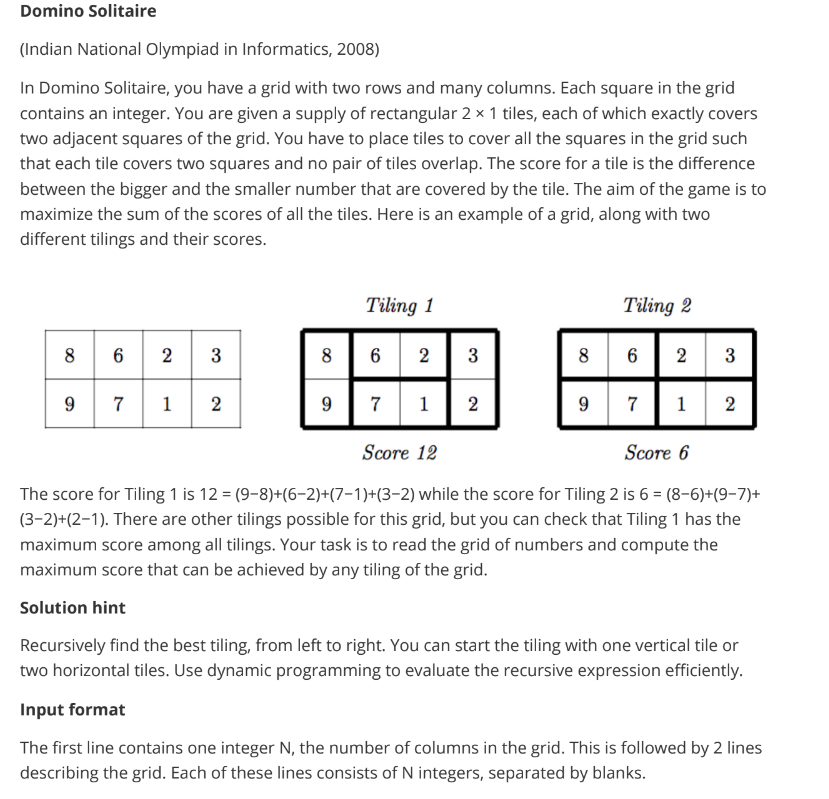 Domino Solitaire
(Indian National Olympiad in Informatics, 2008)
In Domino Solitaire, you have a grid with two rows and many columns. Each square in the grid
contains an integer. You are given a supply of rectangular 2 × 1 tiles, each of which exactly covers
two adjacent squares of the grid. You have to place tiles to cover all the squares in the grid such
that each tile covers two squares and no pair of tiles overlap. The score for a tile is the difference
between the bigger and the smaller number that are covered by the tile. The aim of the game is to
maximize the sum of the scores of all the tiles. Here is an example of a grid, along with two
different tilings and their scores.
Tiling 1 Tiling 2
8 6 2 3 8 6 2 3 8 6 2 3
9 7 1 2 9 7 1 2 9 7 1 2
Score 12 Score 6
The score for Tiling 1 is 12 = (9−8)+(6−2)+(7−1)+(3−2) while the score for Tiling 2 is 6 = (8−6)+(9−7)+
(3−2)+(2−1). There are other tilings possible for this grid, but you can check that Tiling 1 has the
maximum score among all tilings. Your task is to read the grid of numbers and compute the
maximum score that can be achieved by any tiling of the grid.
Solution hint
Recursively find the best tiling, from left to right. You can start the tiling with one vertical tile or
two horizontal tiles. Use dynamic programming to evaluate the recursive expression efficiently.
Input format
The first line contains one integer N, the number of columns in the grid. This is followed by 2 lines
describing the grid. Each of these lines consists of N integers, separated by blanks.